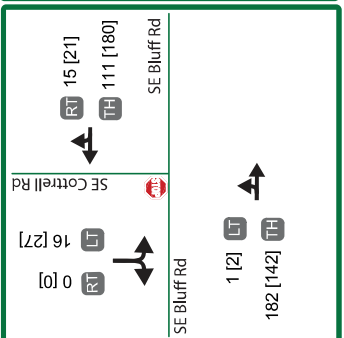 RT 15 [21]
TH 111 [180]
SE Bluff Rd
SE Cottrell Rd
LT 16 [27]
RT 0 [0]
SE Bluff Rd
LT 1 [2]
TH 182 [142]